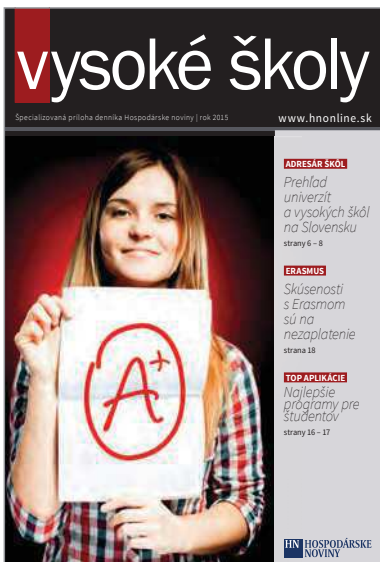 vysoké školy
Špecializovaná príloha denníka Hospodárske noviny | rok 2015
www.hnonline.sk
ADRESÁR ŠKÔL
Prehľad
univerzít
a vysokých škôl
na Slovensku
strany 6 – 8
ERASMUS
Skúsenosti
s Erasmom
sú na
nezaplatenie
strana 18
TOP APLIKÁCIE
Najlepšie
programy pre
študentov
strany 16 – 17
A+
HN HOSPODÁRSKE
NOVINY